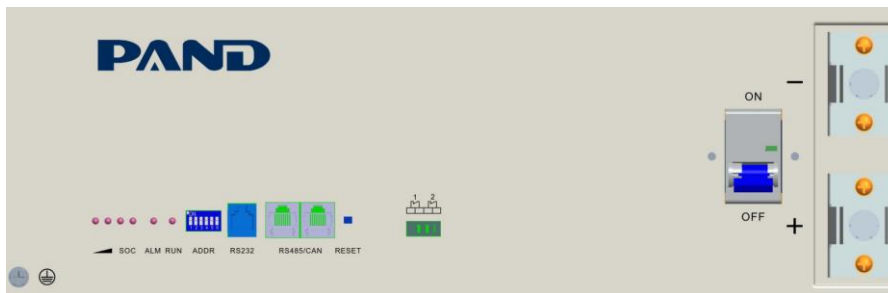 PAND
ON
−
OFF
+
1 2
SOC ALM RUN ADDR RS232 RS485/CAN RESET